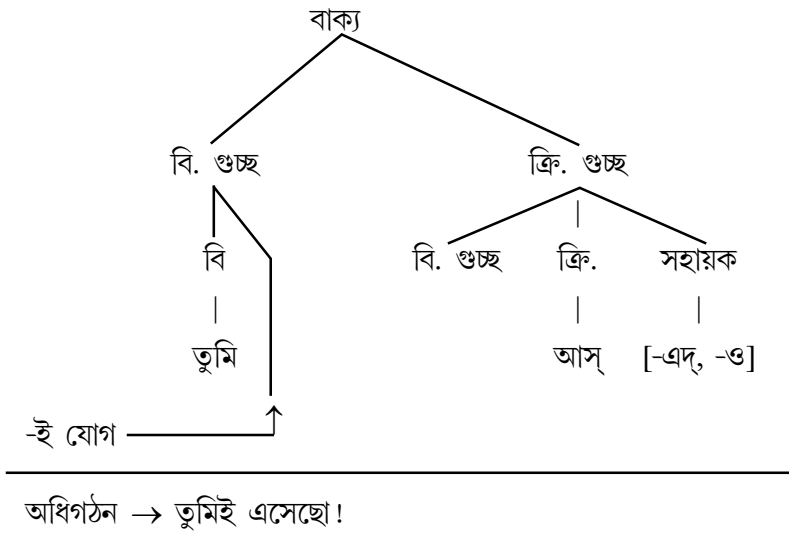 বাক্য
বি. গুচ্ছ ক্রি. গুচ্ছ
বি বি. গুচ্ছ ক্রি. সহায়ক
তুমি আস্ [-এদ্, -ও]
-ই যোগ
অধিগঠন → তুমিই এসেছো!